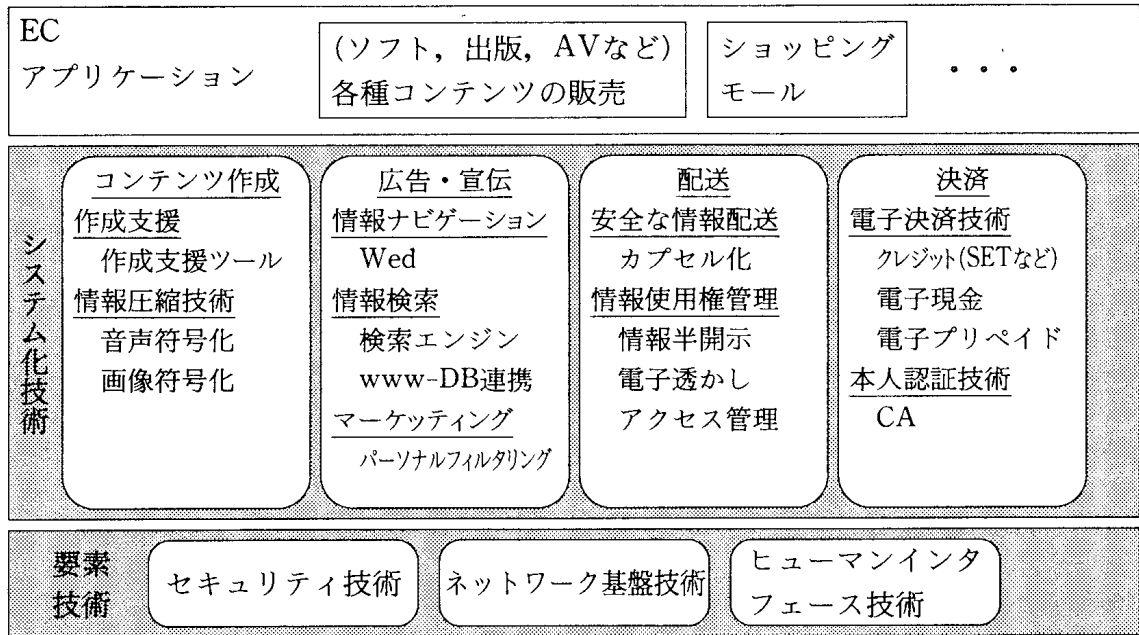 EC
アプリケーション
(ソフト，出版，AVなど)
各種コンテンツの販売
ショッピング
モール
・・・
システム化技術
コンテンツ作成
作成支援
作成支援ツール
情報圧縮技術
音声符号化
画像符号化
広告・宣伝
情報ナビゲーション
Wed
情報検索
検索エンジン
www-DB連携
マーケッティング
パーソナルフィルタリング
配送
安全な情報配送
カプセル化
情報使用権管理
情報半開示
電子透かし
アクセス管理
決済
電子決済技術
クレジット(SETなど)
電子現金
電子プリペイド
本人認証技術
CA
要素
技術
セキュリティ技術
ネットワーク基盤技術
ヒューマンインタ
フェース技術